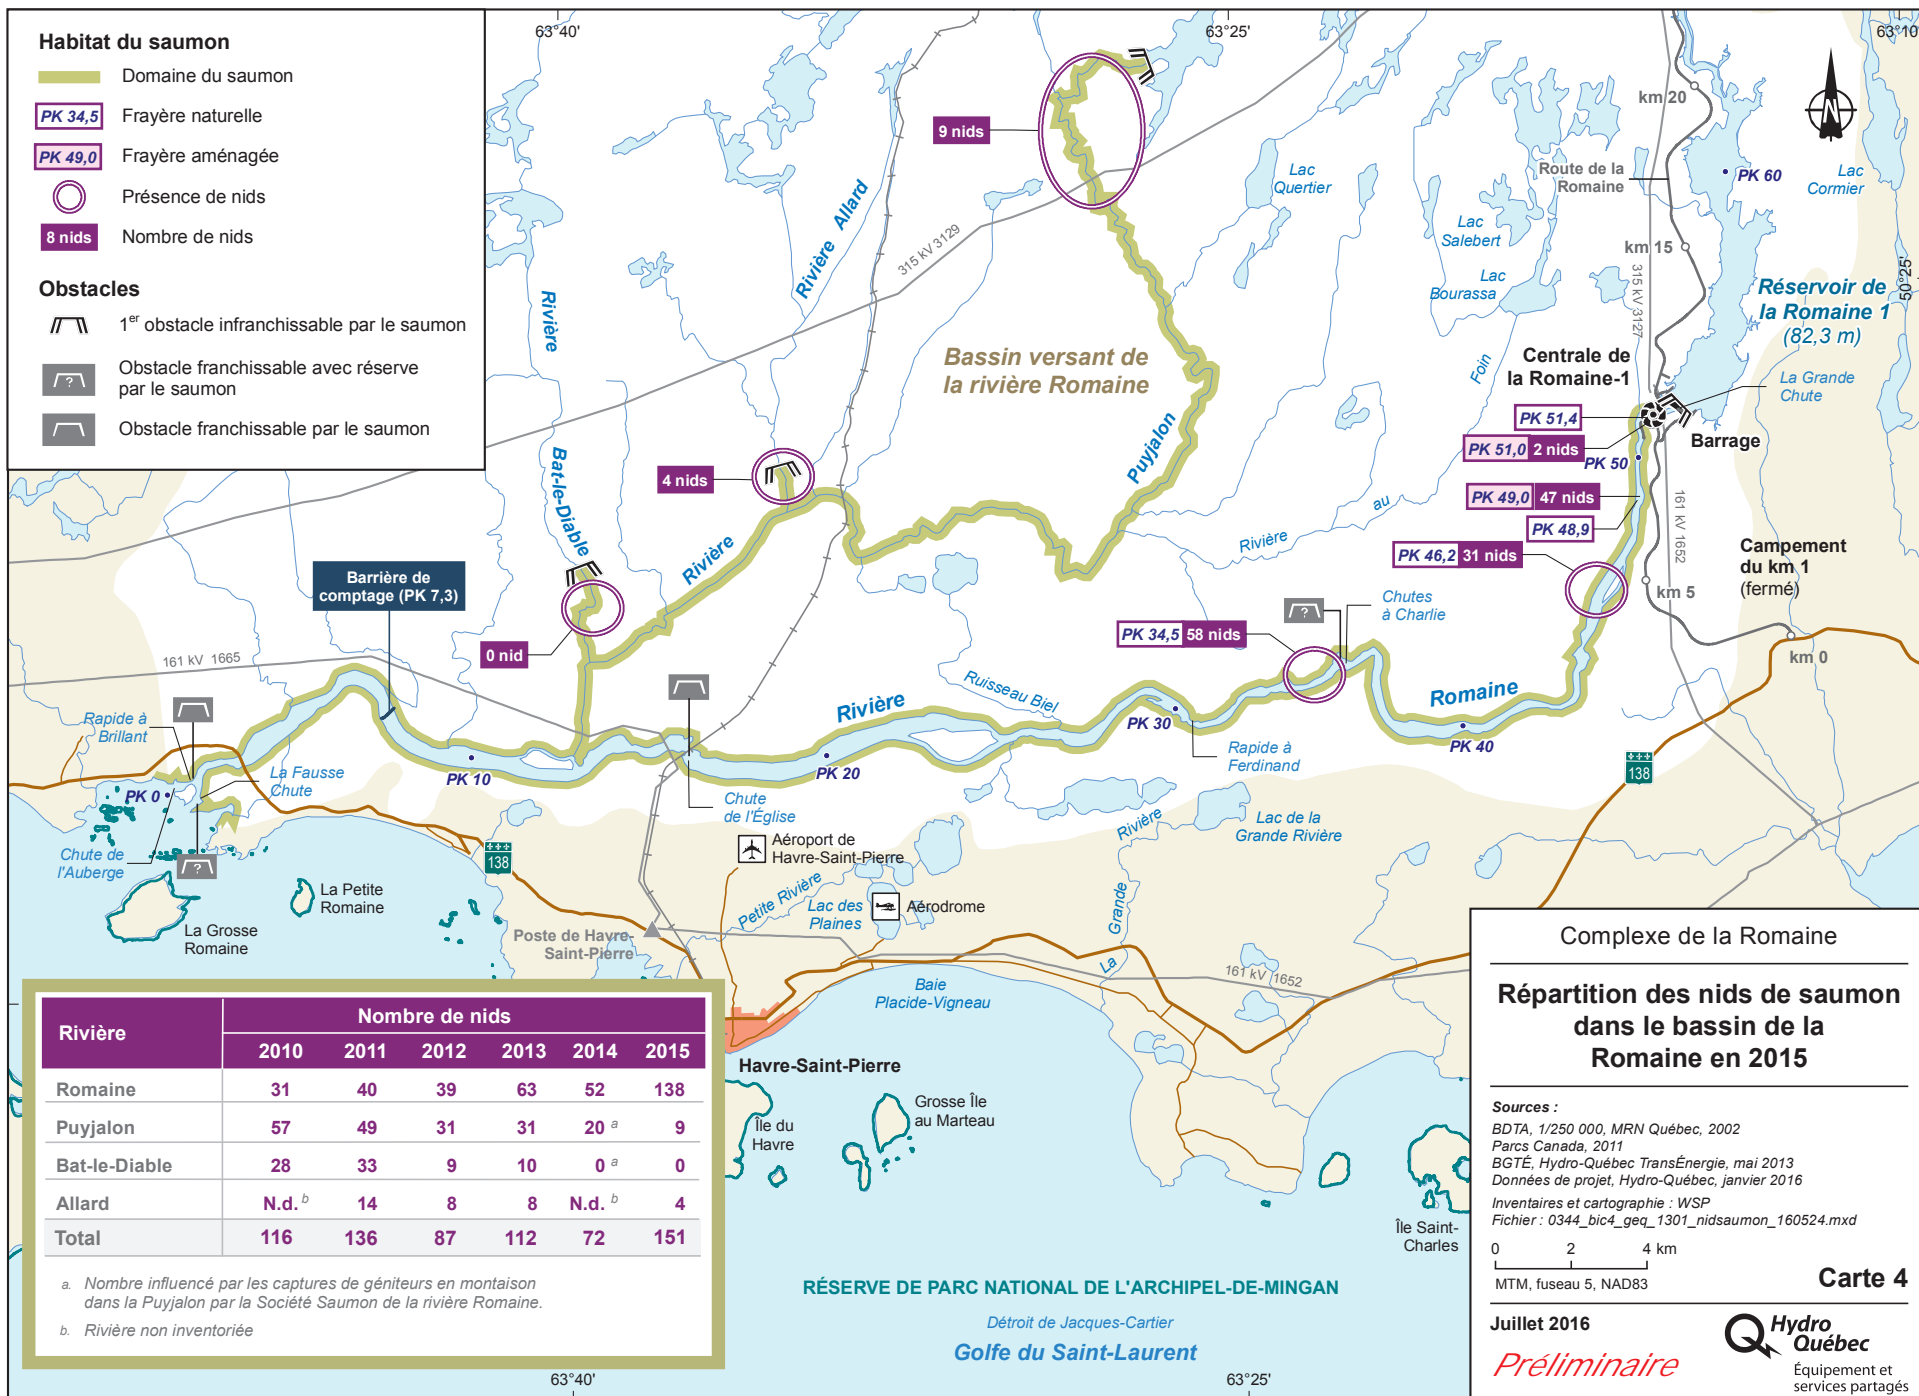 Habitat du saumon
Domaine du saumon
PK 34,5 Frayère naturelle
PK 49,0 Frayère aménagée
Présence de nids
8 nids Nombre de nids
Obstacles
1er obstacle infranchissable par le saumon
? Obstacle franchissable avec réserve
par le saumon
Obstacle franchissable par le saumon
63°40'
63°25'
63°10'
50°25'
9 nids
Rivière Allard
315 kV 3129
Lac
Quertier
Lac
Salebert
Lac
Bourassa
km 20
Route de la
Romaine
PK 60
Lac
Cormier
km 15
315 kV 3127
Réservoir de
la Romaine 1
(82,3 m)
Rivière
Bat-le-Diable
Bassin versant de
la rivière Romaine
Puyjalon
Rivière
Rivière
au
Foin
Centrale de
la Romaine-1
La Grande
Chute
PK 51,4
Barrage
PK 51,0 2 nids
PK 50
PK 49,0 47 nids
PK 48,9
161 kV 1652
PK 46,2 31 nids
Campement
du km 1
(fermé)
km 5
km 0
4 nids
Barrière de
comptage (PK 7,3)
0 nid
161 kV 1665
?
Chutes
à Charlie
PK 34,5 58 nids
Ruisseau Biel
Rivière
Romaine
Rapide à
Brillant
La Fausse
Chute
PK 0
PK 10
PK 20
PK 30
PK 40
Rapide à
Ferdinand
138
Chute
de l'Église
Chute de
l'Auberge
?
La Grosse
Romaine
La Petite
Romaine
138
Aéroport de
Havre-Saint-Pierre
Petite Rivière
Lac des
Plaines
Aérodrome
Lac de la
Grande Rivière
La
Grande
Rivière
Poste de Havre-
Saint-Pierre
161 kV 1652
Baie
Placide-Vigneau
Havre-Saint-Pierre
Île du
Havre
Grosse Île
au Marteau
Île Saint-
Charles
RÉSERVE DE PARC NATIONAL DE L'ARCHIPEL-DE-MINGAN
Détroit de Jacques-Cartier
Golfe du Saint-Laurent
63°40'
63°25'
Rivière Nombre de nids
2010 2011 2012 2013 2014 2015
Romaine 31 40 39 63 52 138
Puyjalon 57 49 31 31 20 a 9
Bat-le-Diable 28 33 9 10 0 a 0
Allard N.d. b 14 8 8 N.d. b 4
Total 116 136 87 112 72 151
a. Nombre influencé par les captures de géniteurs en montaison
dans la Puyjalon par la Société Saumon de la rivière Romaine.
b. Rivière non inventoriée
Complexe de la Romaine
Répartition des nids de saumon
dans le bassin de la
Romaine en 2015
Sources :
BDTA, 1/250 000, MRN Québec, 2002
Parcs Canada, 2011
BGTÉ, Hydro-Québec TransÉnergie, mai 2013
Données de projet, Hydro-Québec, janvier 2016
Inventaires et cartographie : WSP
Fichier : 0344_bic4_geq_1301_nidsaumon_160524.mxd
0 2 4 km
MTM, fuseau 5, NAD83
Carte 4
Juillet 2016
Préliminaire
Hydro
Québec
Équipement et
services partagés
N